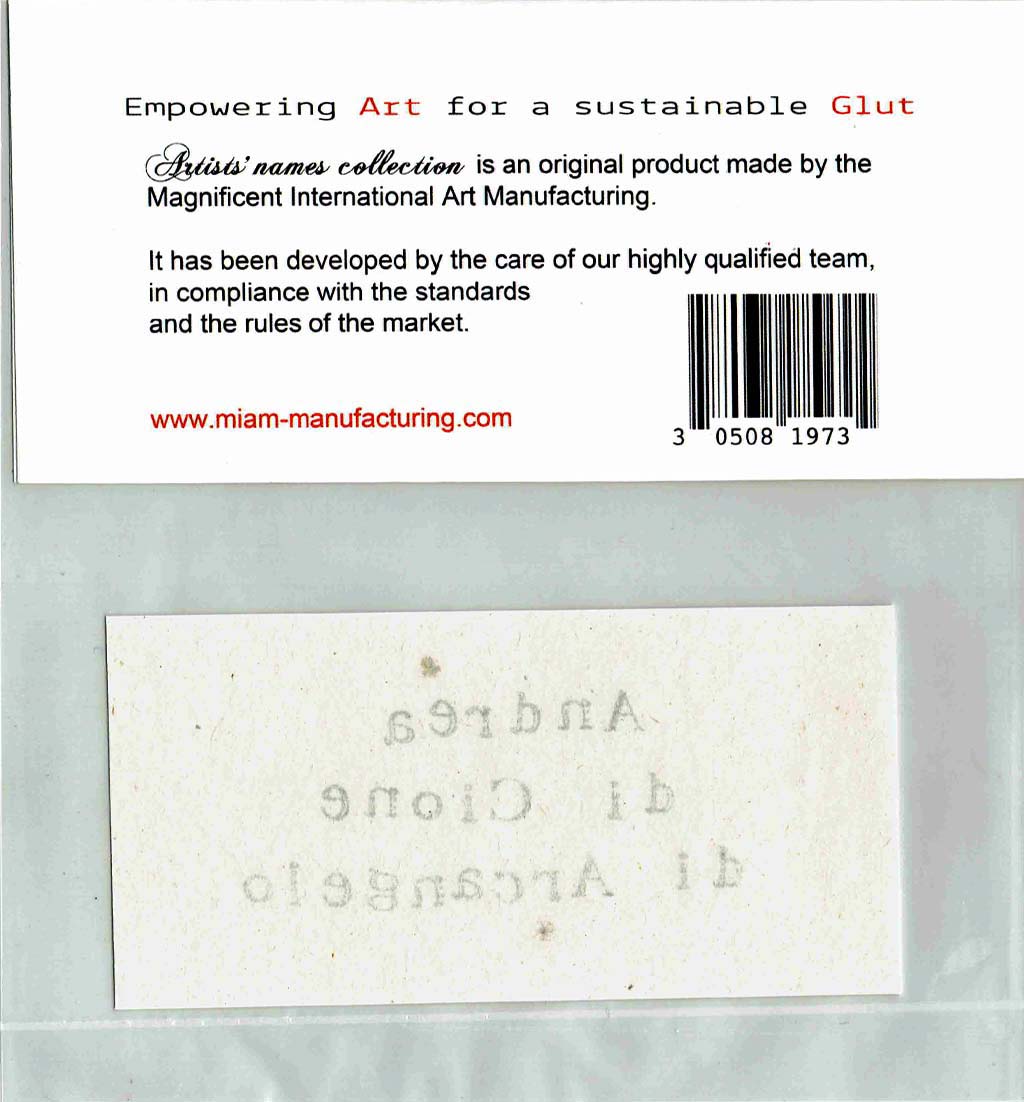 Empowering Art for a sustainable Glut
Artists' names collection is an original product made by the
Magnificent International Art Manufacturing.
It has been developed by the care of our highly qualified team,
in compliance with the standards
and the rules of the market.
www.miam-manufacturing.com
3 0508 1973
Andrea
di Cione
di Arcangelo